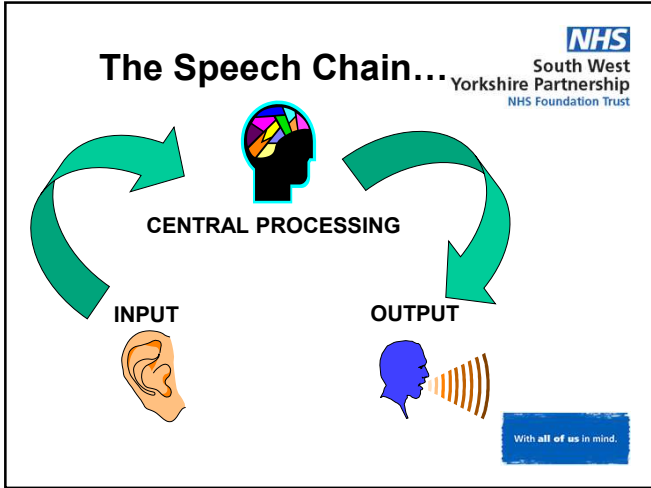 The Speech Chain…
NHS
South West
Yorkshire Partnership
NHS Foundation Trust
CENTRAL PROCESSING
INPUT
OUTPUT
With all of us in mind.